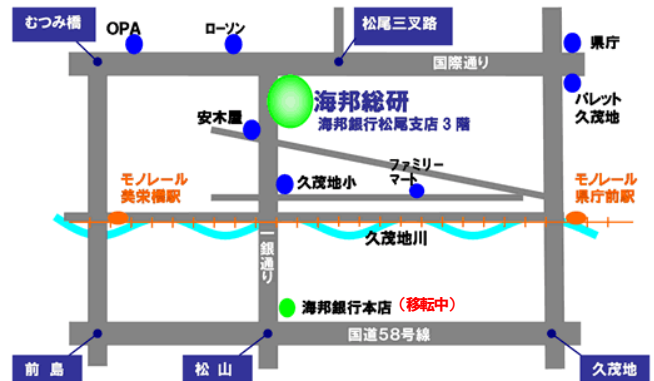 むつみ橋
OPA
ローソン
松尾三叉路
県庁
国際通り
海邦総研
海邦銀行松尾支店3階
パレット
久茂地
安木屋
ファミリー
マート
久茂地小
モノレール
美栄橋駅
モノレール
県庁前駅
久茂地川
一銀通り
海邦銀行本店(移転中)
国道58号線
前島
松山
久茂地